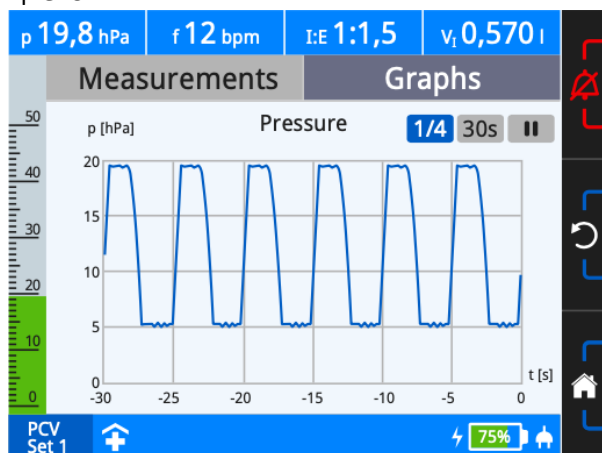 p 19,8 hPa f 12 bpm I:E 1:1,5 VI 0,570 l
Measurements Graphs
p [hPa] Pressure 1/4 30s
50
40
30
20
10
0
20
15
10
5
0
t [s]
-30 -25 -20 -15 -10 -5 0
PCV
Set 1
75%